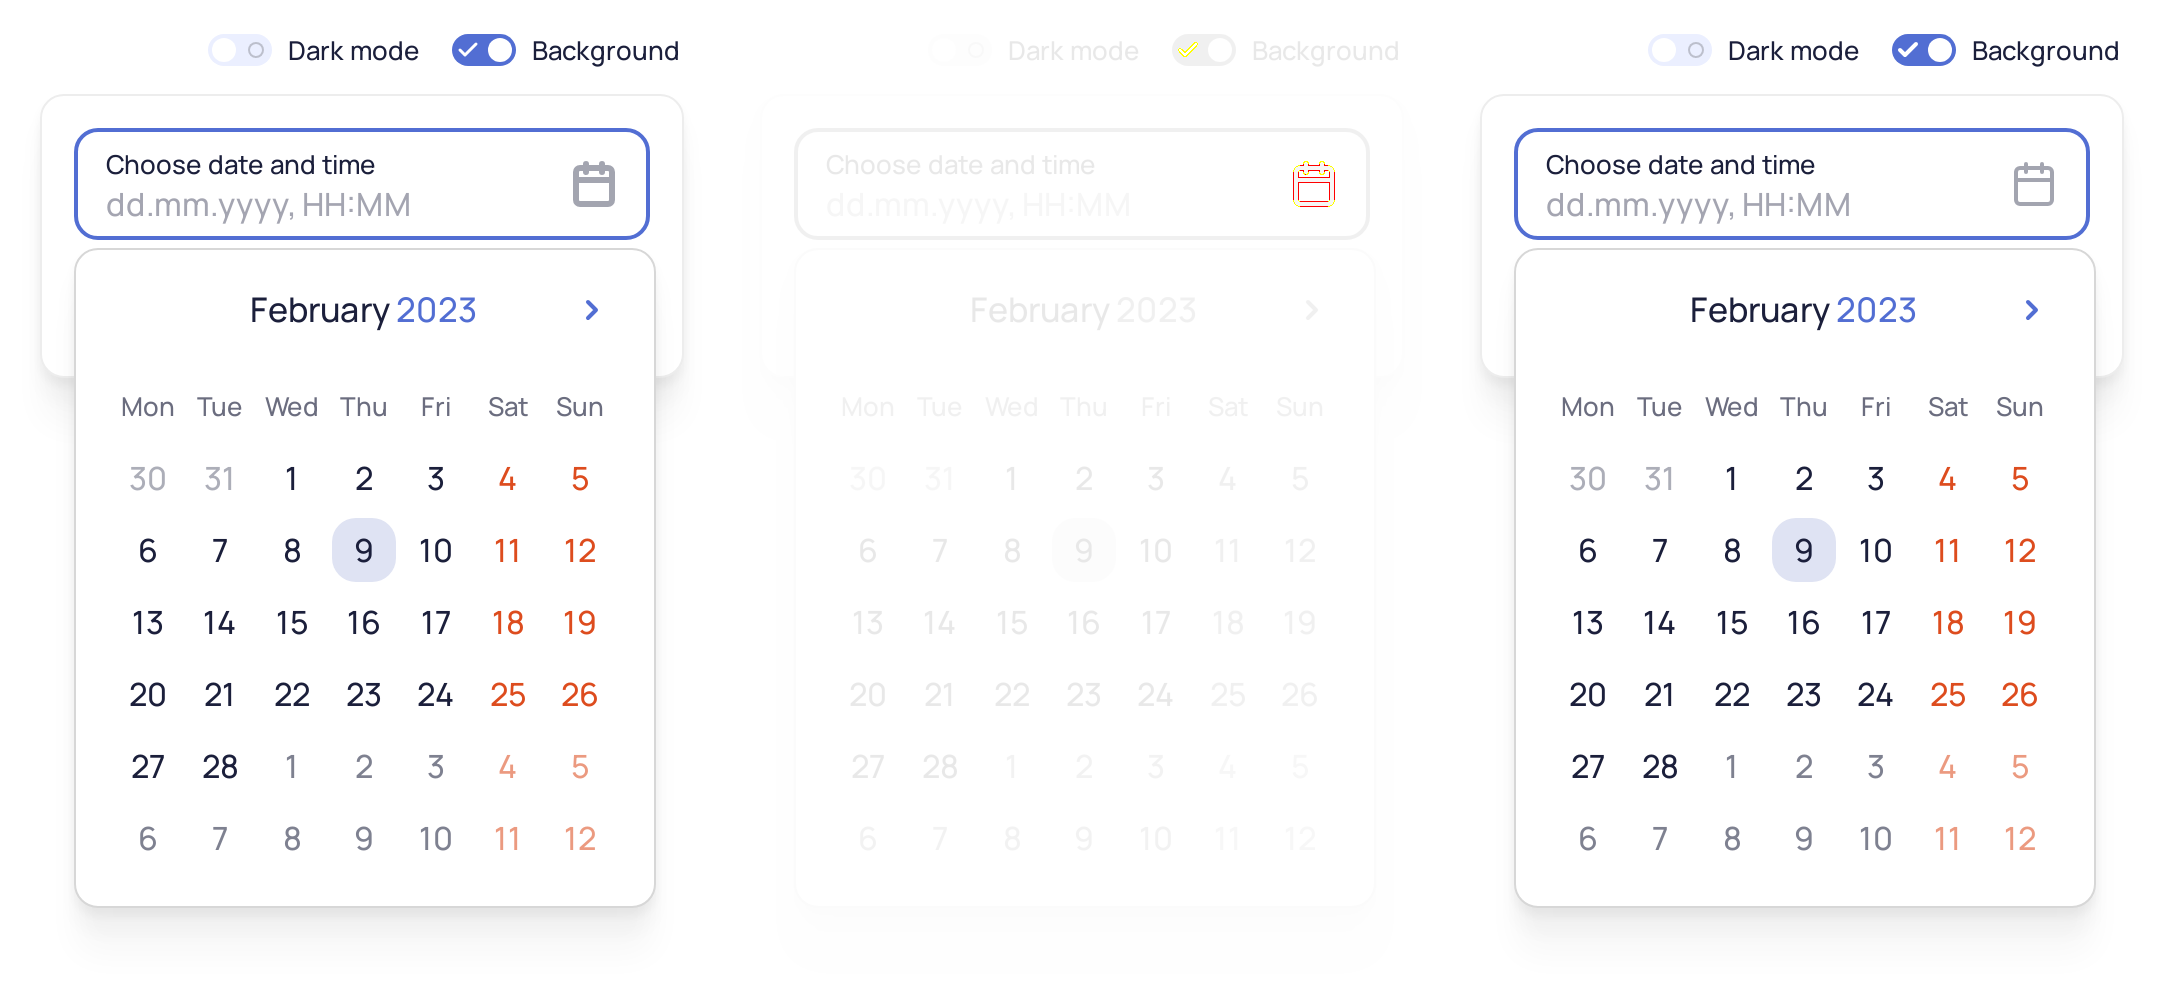 Dark mode Background
Choose date and time
dd.mm.yyyy, HH:MM
February 2023
Mon Tue Wed Thu Fri Sat Sun
30 31 1 2 3 4 5
6 7 8 9 10 11 12
13 14 15 16 17 18 19
20 21 22 23 24 25 26
27 28 1 2 3 4 5
6 7 8 9 10 11 12
Dark mode Background
Choose date and time
dd.mm.yyyy, HH:MM
February 2023
Mon Tue Wed Thu Fri Sat Sun
30 31 1 2 3 4 5
6 7 8 9 10 11 12
13 14 15 16 17 18 19
20 21 22 23 24 25 26
27 28 1 2 3 4 5
6 7 8 9 10 11 12
Dark mode Background
Choose date and time
dd.mm.yyyy, HH:MM
February 2023
Mon Tue Wed Thu Fri Sat Sun
30 31 1 2 3 4 5
6 7 8 9 10 11 12
13 14 15 16 17 18 19
20 21 22 23 24 25 26
27 28 1 2 3 4 5
6 7 8 9 10 11 12